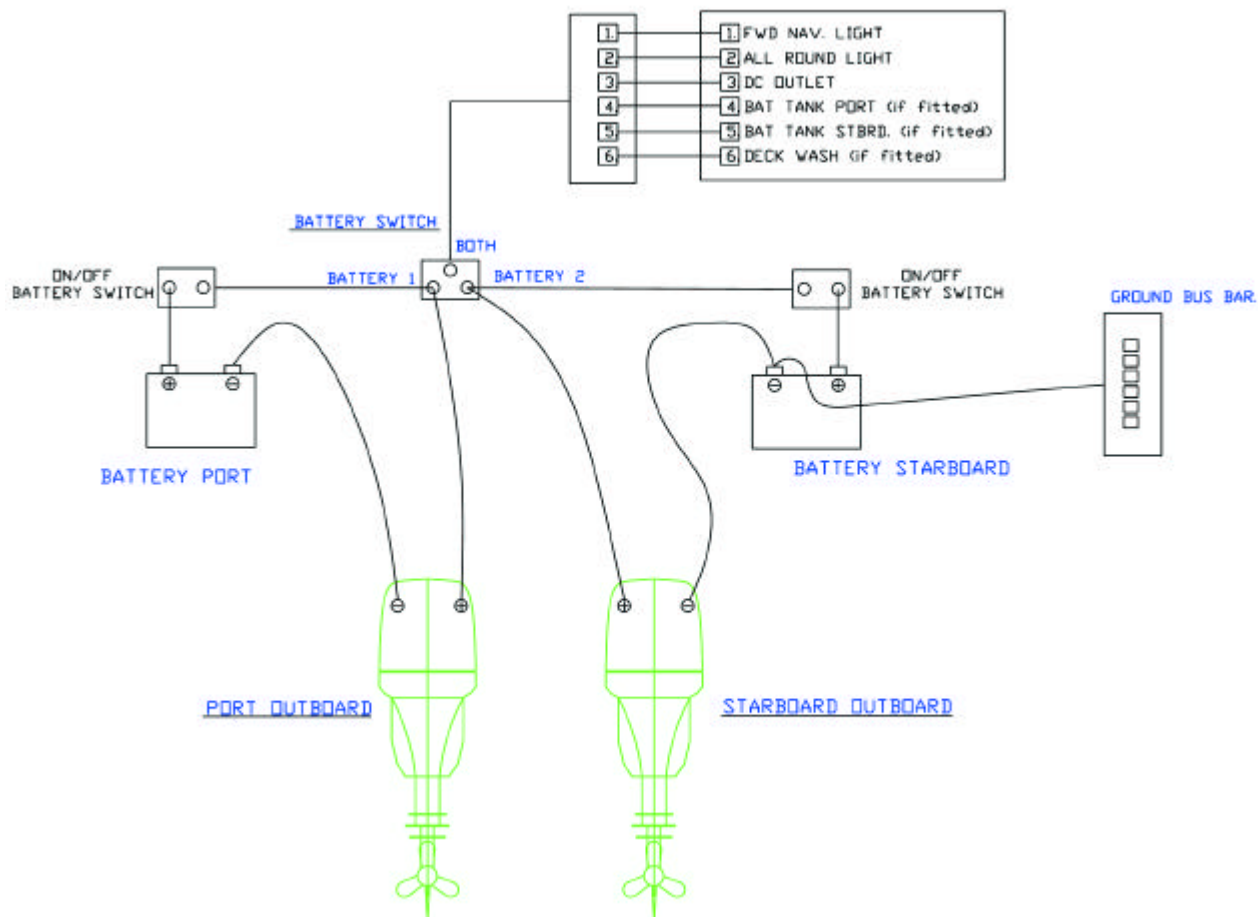 1. 1. FWD NAV. LIGHT
2 2 ALL ROUND LIGHT
3 3 DC OUTLET
4 4 BAT TANK PORT (if fitted)
5 5 BAT TANK STBRD. (if fitted)
6 6 DECK WASH (if fitted)
BATTERY SWITCH
BOTH
ON/OFF
BATTERY SWITCH
BATTERY 1
BATTERY 2
ON/OFF
BATTERY SWITCH
GROUND BUS BAR.
BATTERY PORT
BATTERY STARBOARD
PORT OUTBOARD
STARBOARD OUTBOARD